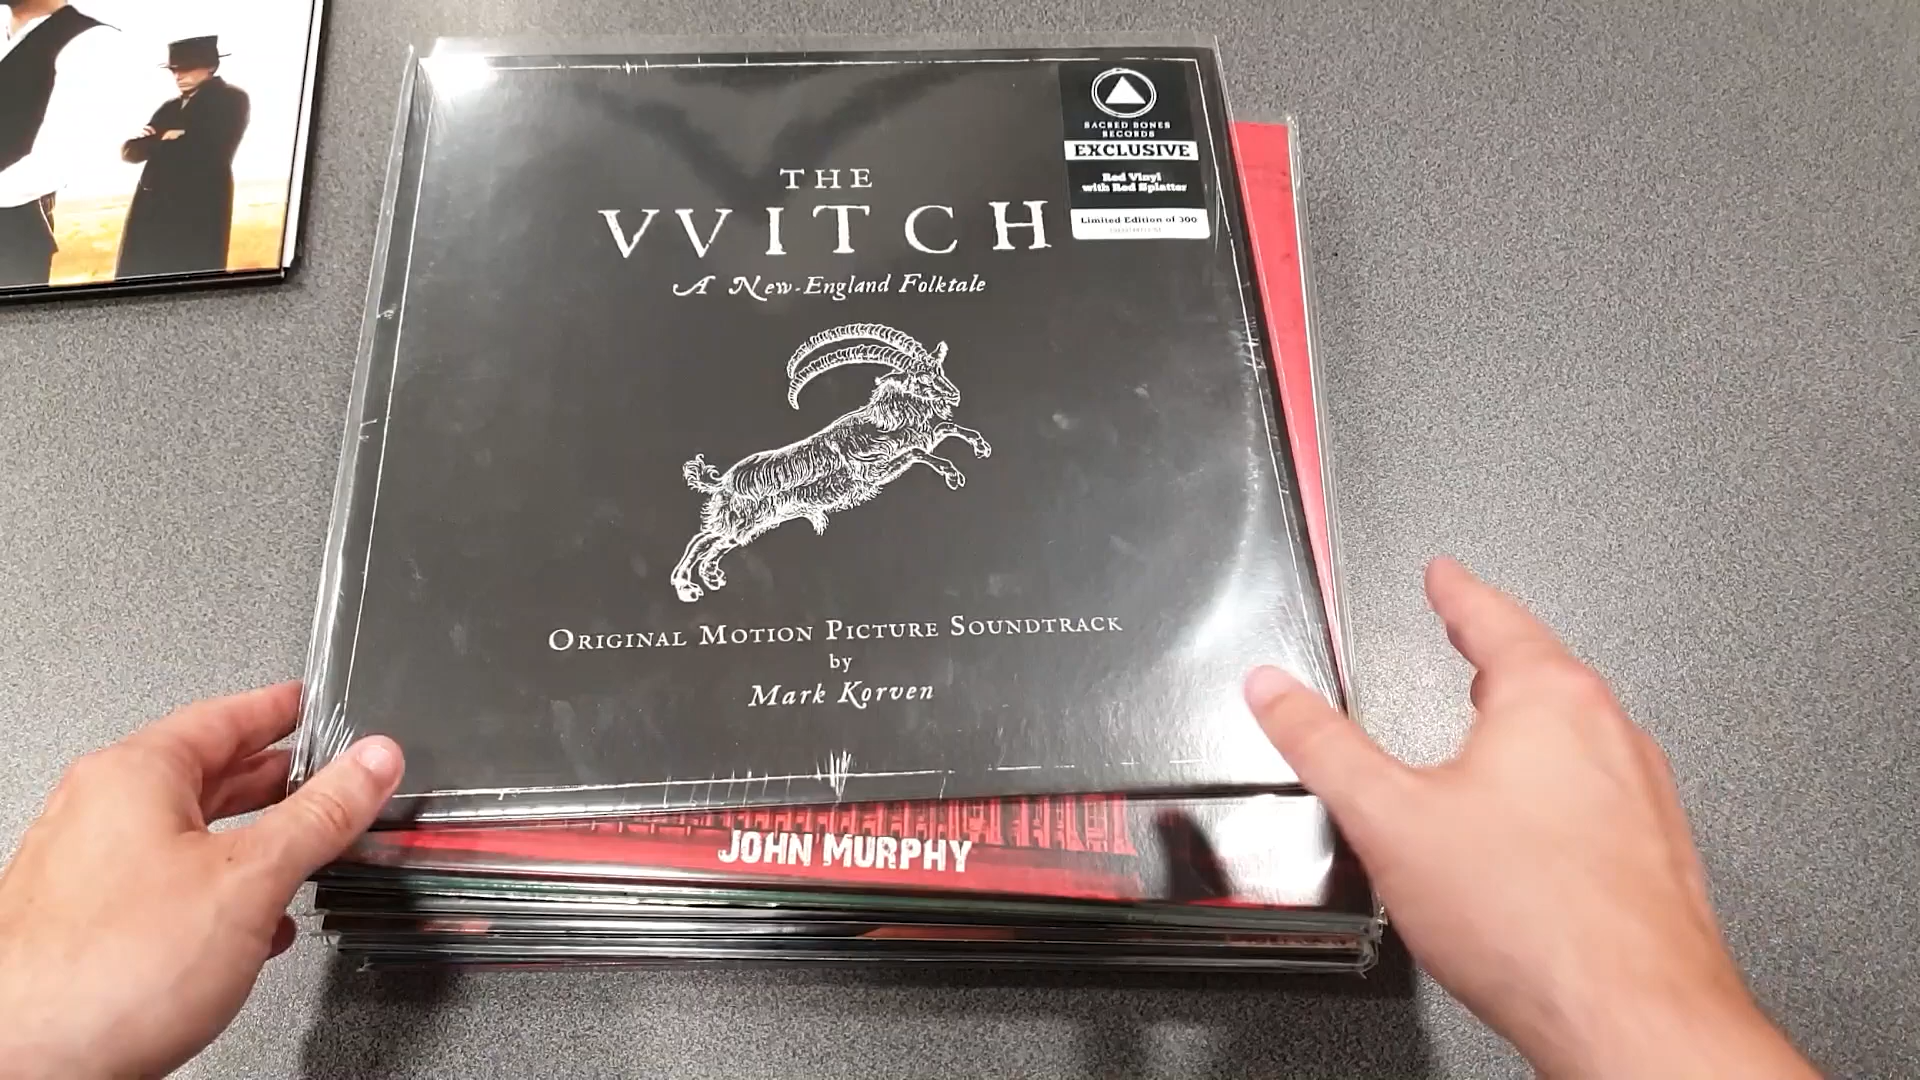 THE
VVITCH
A New-England Folktale
ORIGINAL MOTION PICTURE SOUNDTRACK
by
Mark Korven
SACRED BONES
RECORDS
EXCLUSIVE
Red Vinyl
with Red Splatter
Limited Edition of 300
JOHN MURPHY